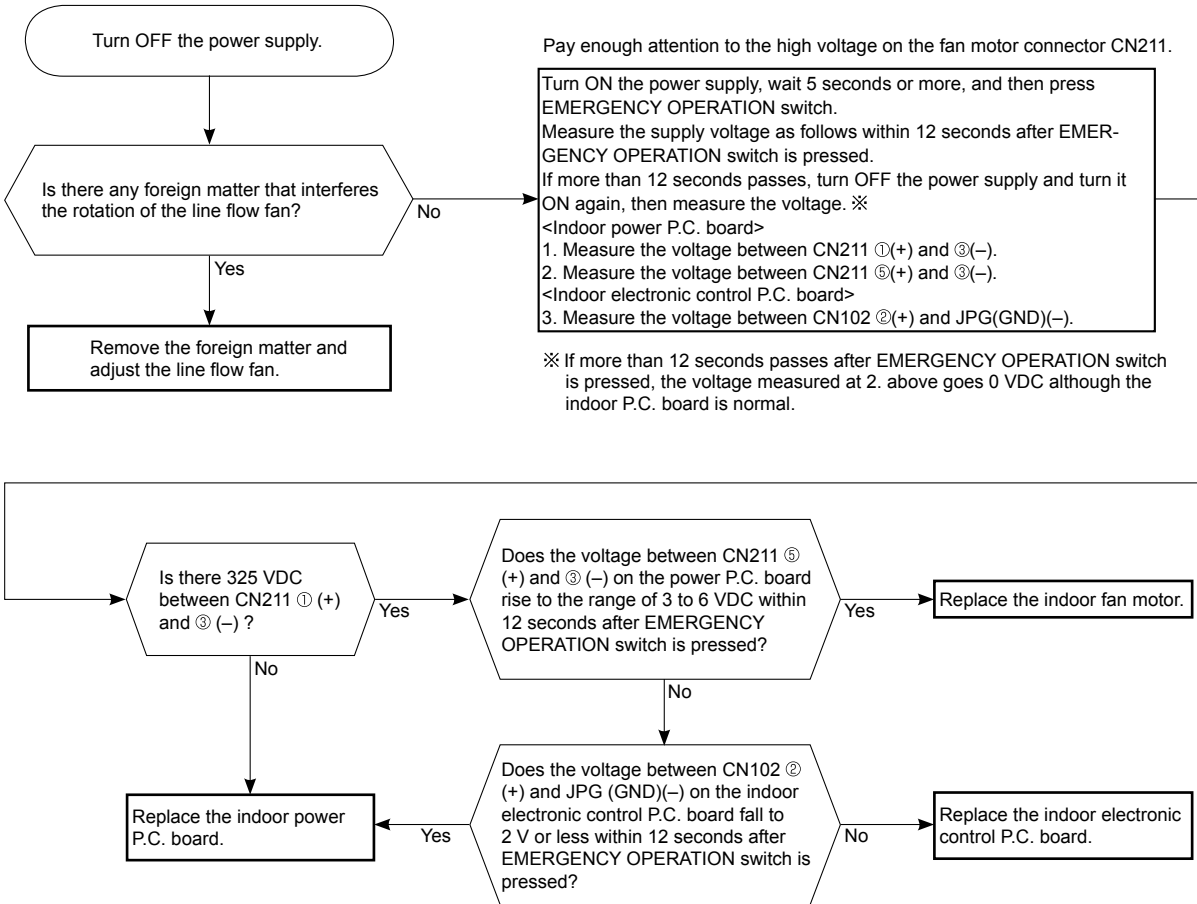 Turn OFF the power supply.
Is there any foreign matter that interferes
the rotation of the line flow fan?
No
Yes
Remove the foreign matter and
adjust the line flow fan.
Pay enough attention to the high voltage on the fan motor connector CN211.
Turn ON the power supply, wait 5 seconds or more, and then press
EMERGENCY OPERATION switch.
Measure the supply voltage as follows within 12 seconds after EMER-
GENCY OPERATION switch is pressed.
If more than 12 seconds passes, turn OFF the power supply and turn it
ON again, then measure the voltage. ※
<Indoor power P.C. board>
1. Measure the voltage between CN211 ①(+) and ③(–).
2. Measure the voltage between CN211 ⑤(+) and ③(–).
<Indoor electronic control P.C. board>
3. Measure the voltage between CN102 ②(+) and JPG(GND)(–).
※ If more than 12 seconds passes after EMERGENCY OPERATION switch
is pressed, the voltage measured at 2. above goes 0 VDC although the
indoor P.C. board is normal.
Is there 325 VDC
between CN211 ① (+)
and ③ (–) ?
Yes
No
Does the voltage between CN211 ⑤
(+) and ③ (–) on the power P.C. board
rise to the range of 3 to 6 VDC within
12 seconds after EMERGENCY
OPERATION switch is pressed?
Yes
Replace the indoor fan motor.
No
Replace the indoor power
P.C. board.
Yes
Does the voltage between CN102 ②
(+) and JPG (GND)(–) on the indoor
electronic control P.C. board fall to
2 V or less within 12 seconds after
EMERGENCY OPERATION switch is
pressed?
No
Replace the indoor electronic
control P.C. board.